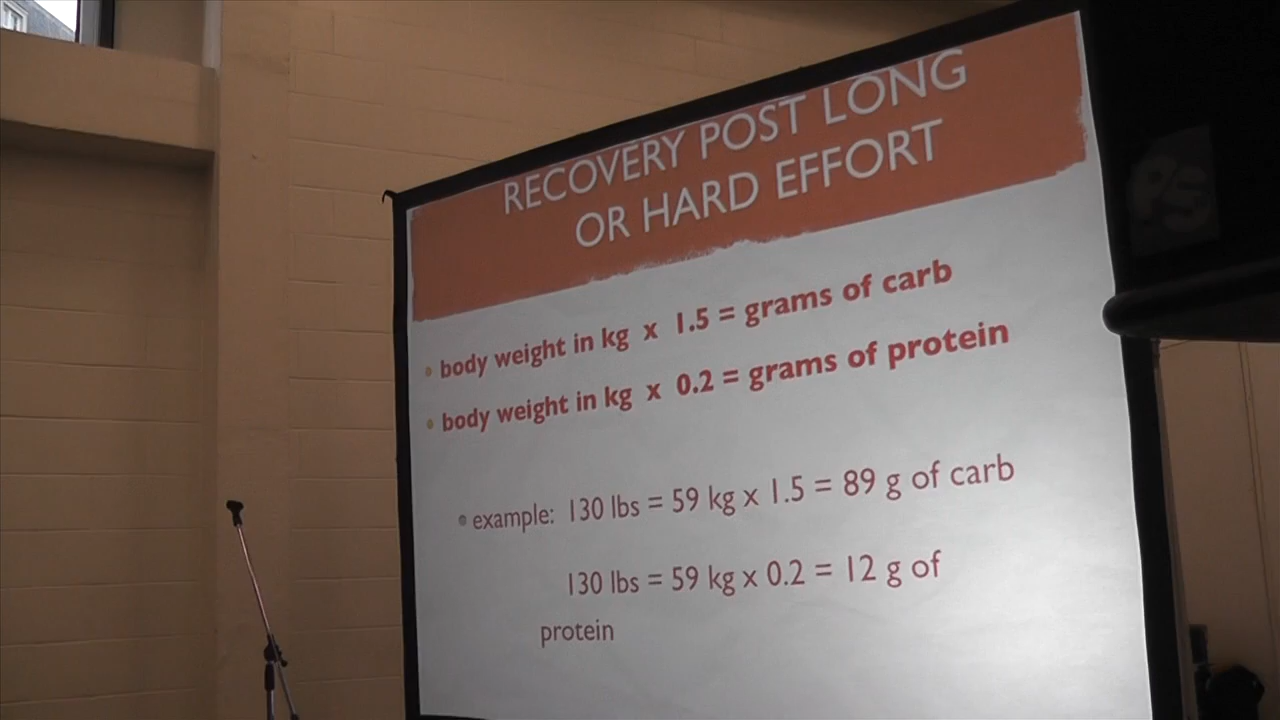 RECOVERY POST LONG
OR HARD EFFORT
• body weight in kg x 1.5 = grams of carb
• body weight in kg x 0.2 = grams of protein
• example: 130 lbs = 59 kg x 1.5 = 89 g of carb
130 lbs = 59 kg x 0.2 = 12 g of
protein